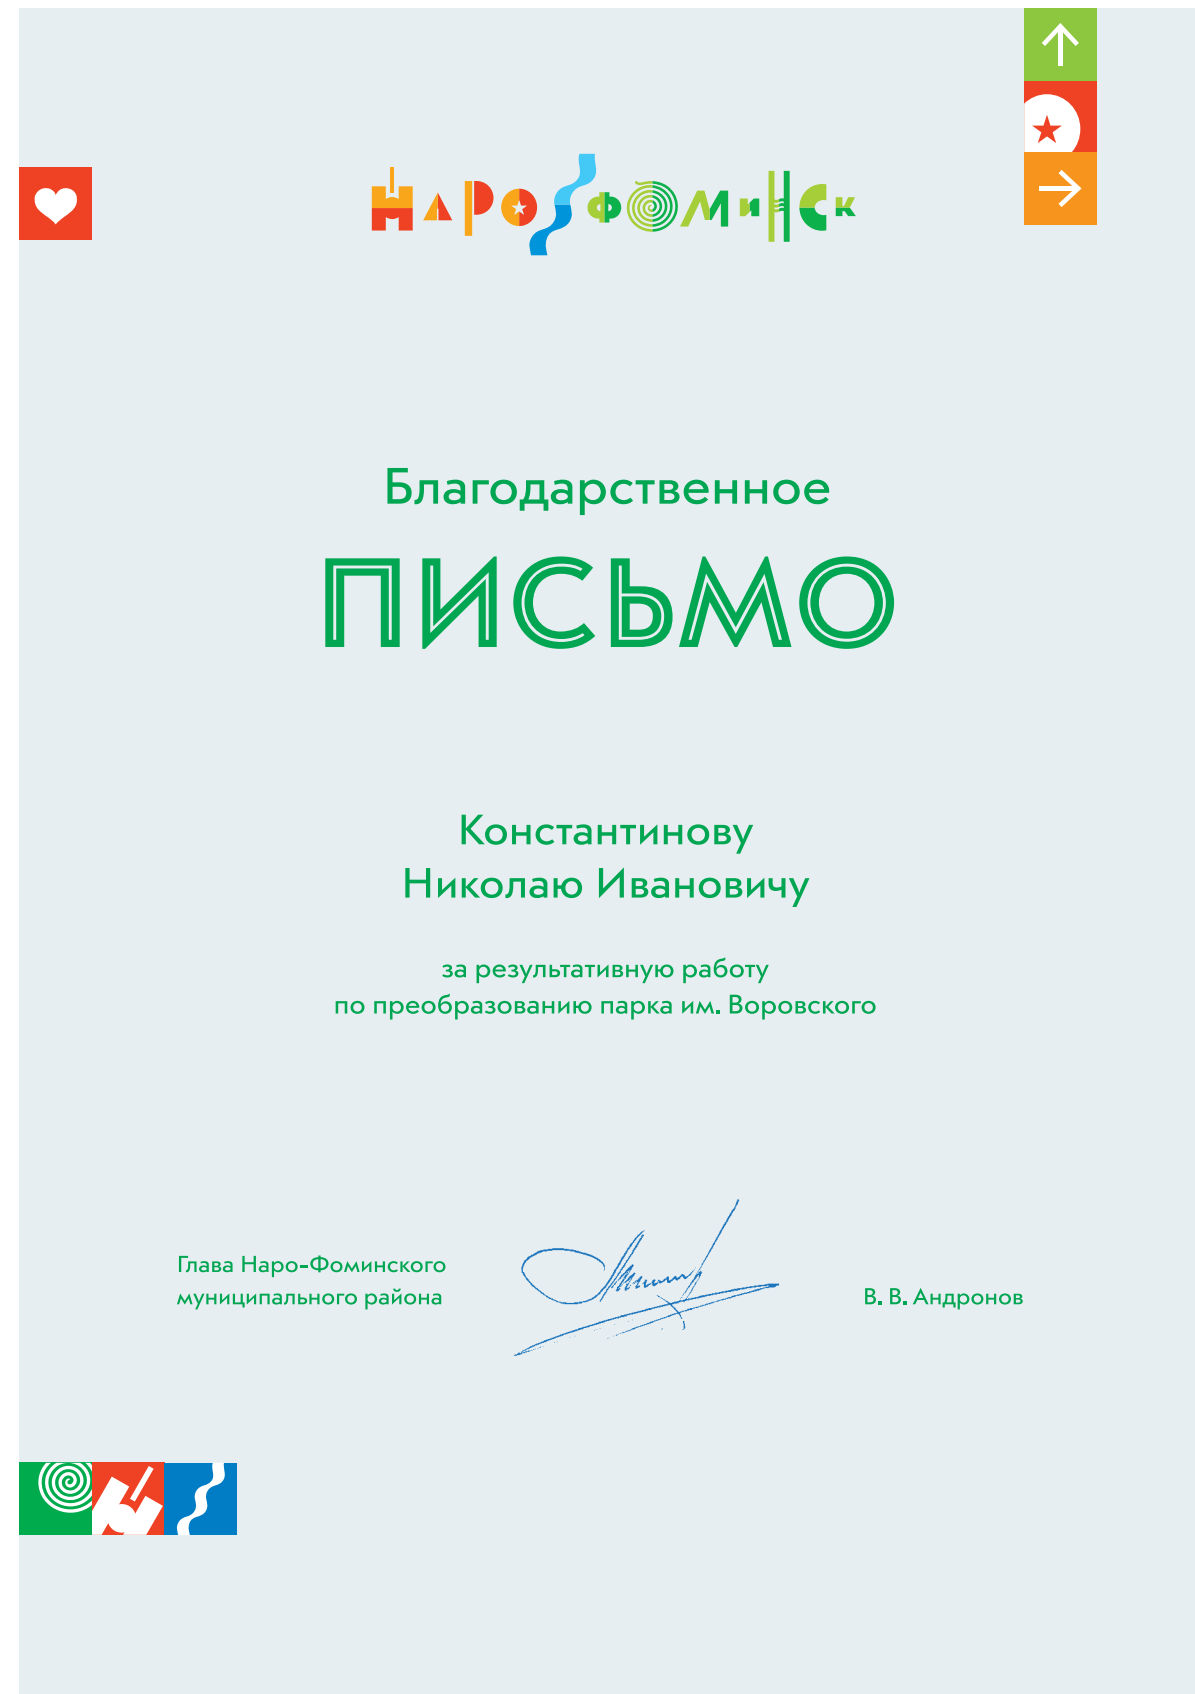 НАРОФОМИНСК
Благодарственное
ПИСЬМО
Константинову
Николаю Ивановичу
за результативную работу
по преобразованию парка им. Воровского
Глава Наро-Фоминского
муниципального района
В. В. Андронов